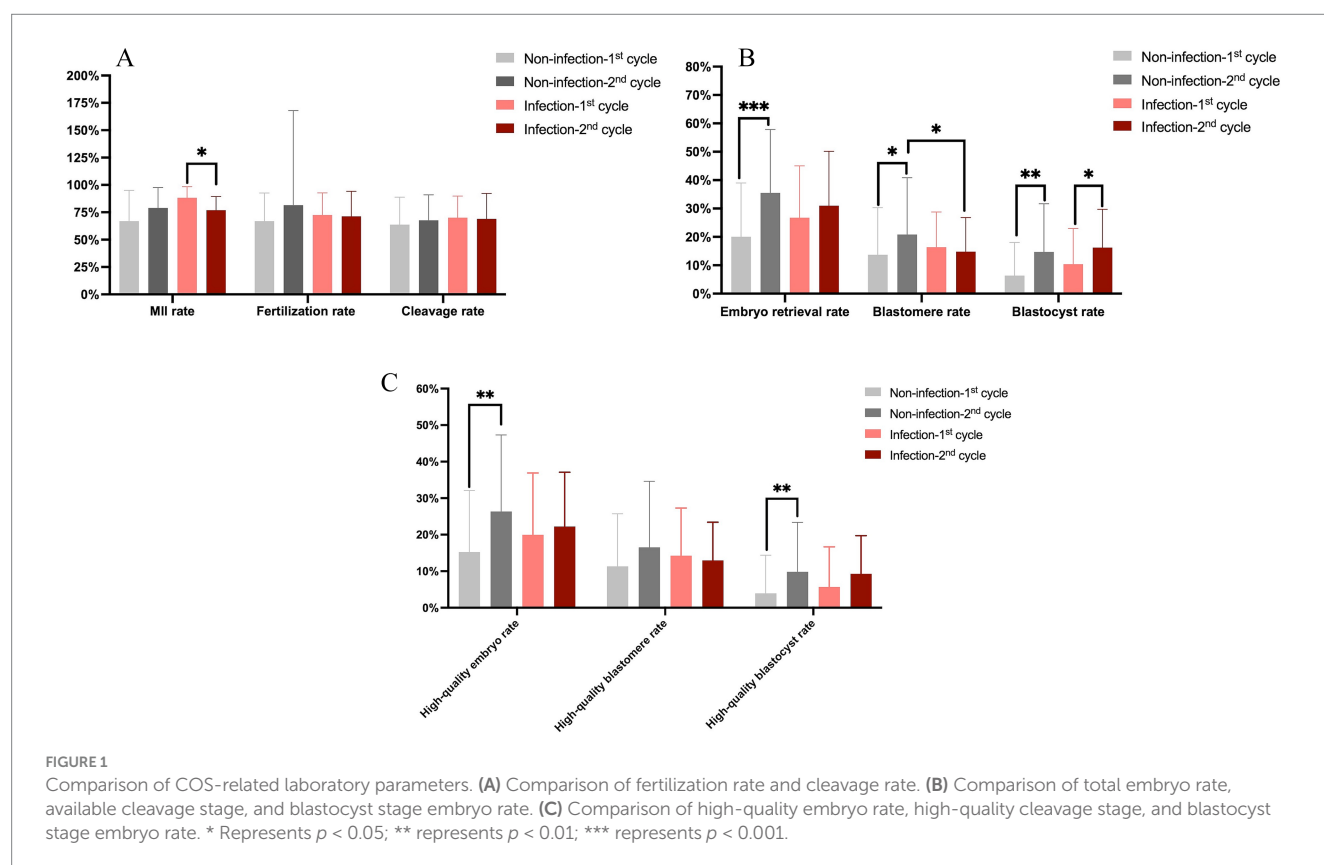 A
Non-infection-1st cycle
Non-infection-2nd cycle
Infection-1st cycle
Infection-2nd cycle
200%
175%
150%
125%
100%
75%
50%
25%
0%
*
MII rate
Fertilization rate
Cleavage rate
B
Non-infection-1st cycle
Non-infection-2nd cycle
Infection-1st cycle
Infection-2nd cycle
80%
70%
60%
50%
40%
30%
20%
10%
0%
***
*
*
**
*
Embryo retrieval rate
Blastomere rate
Blastocyst rate
C
Non-infection-1st cycle
Non-infection-2nd cycle
Infection-1st cycle
Infection-2nd cycle
60%
50%
40%
30%
20%
10%
0%
**
**
High-quality embryo rate
High-quality blastomere rate
High-quality blastocyst rate
FIGURE 1
Comparison of COS-related laboratory parameters. (A) Comparison of fertilization rate and cleavage rate. (B) Comparison of total embryo rate,
available cleavage stage, and blastocyst stage embryo rate. (C) Comparison of high-quality embryo rate, high-quality cleavage stage, and blastocyst
stage embryo rate. * Represents p < 0.05; ** represents p < 0.01; *** represents p < 0.001.